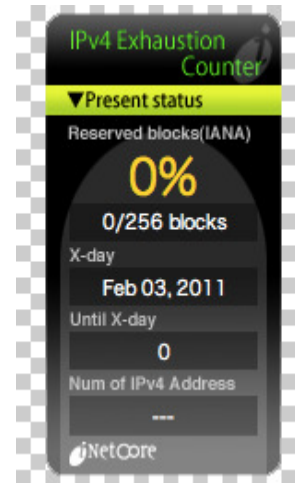 IPv4 Exhaustion
Counter
▼Present status
Reserved blocks(IANA)
0%
0/256 blocks
X-day
Feb 03, 2011
Until X-day
0
Num of IPv4 Address
---
iNetCore